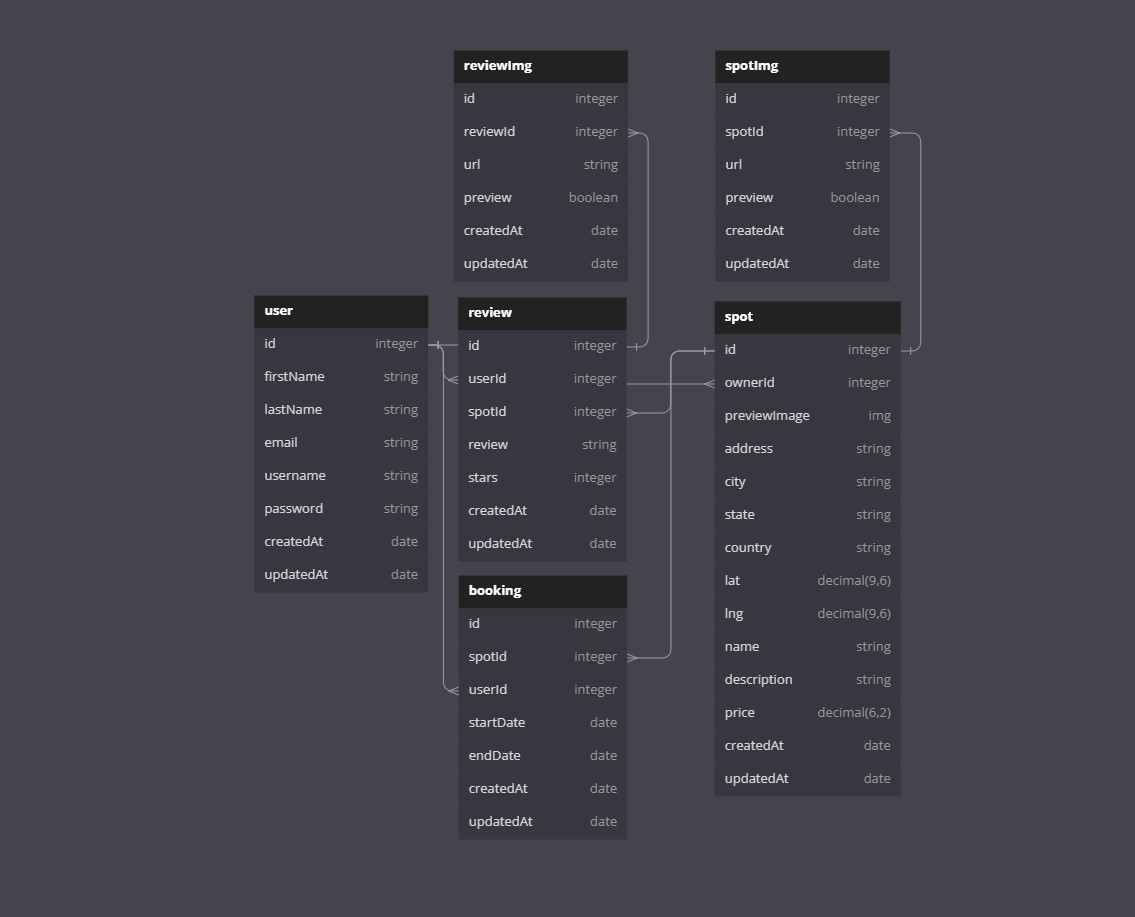 reviewImg
id integer
reviewId integer
url string
preview boolean
createdAt date
updatedAt date
spotImg
id integer
spotId integer
url string
preview boolean
createdAt date
updatedAt date
user
id integer
firstName string
lastName string
email string
username string
password string
createdAt date
updatedAt date
review
id integer
userId integer
spotId integer
review string
stars integer
createdAt date
updatedAt date
booking
id integer
spotId integer
userId integer
startDate date
endDate date
createdAt date
updatedAt date
spot
id integer
ownerId integer
previewImage img
address string
city string
state string
country string
lat decimal(9,6)
lng decimal(9,6)
name string
description string
price decimal(6,2)
createdAt date
updatedAt date